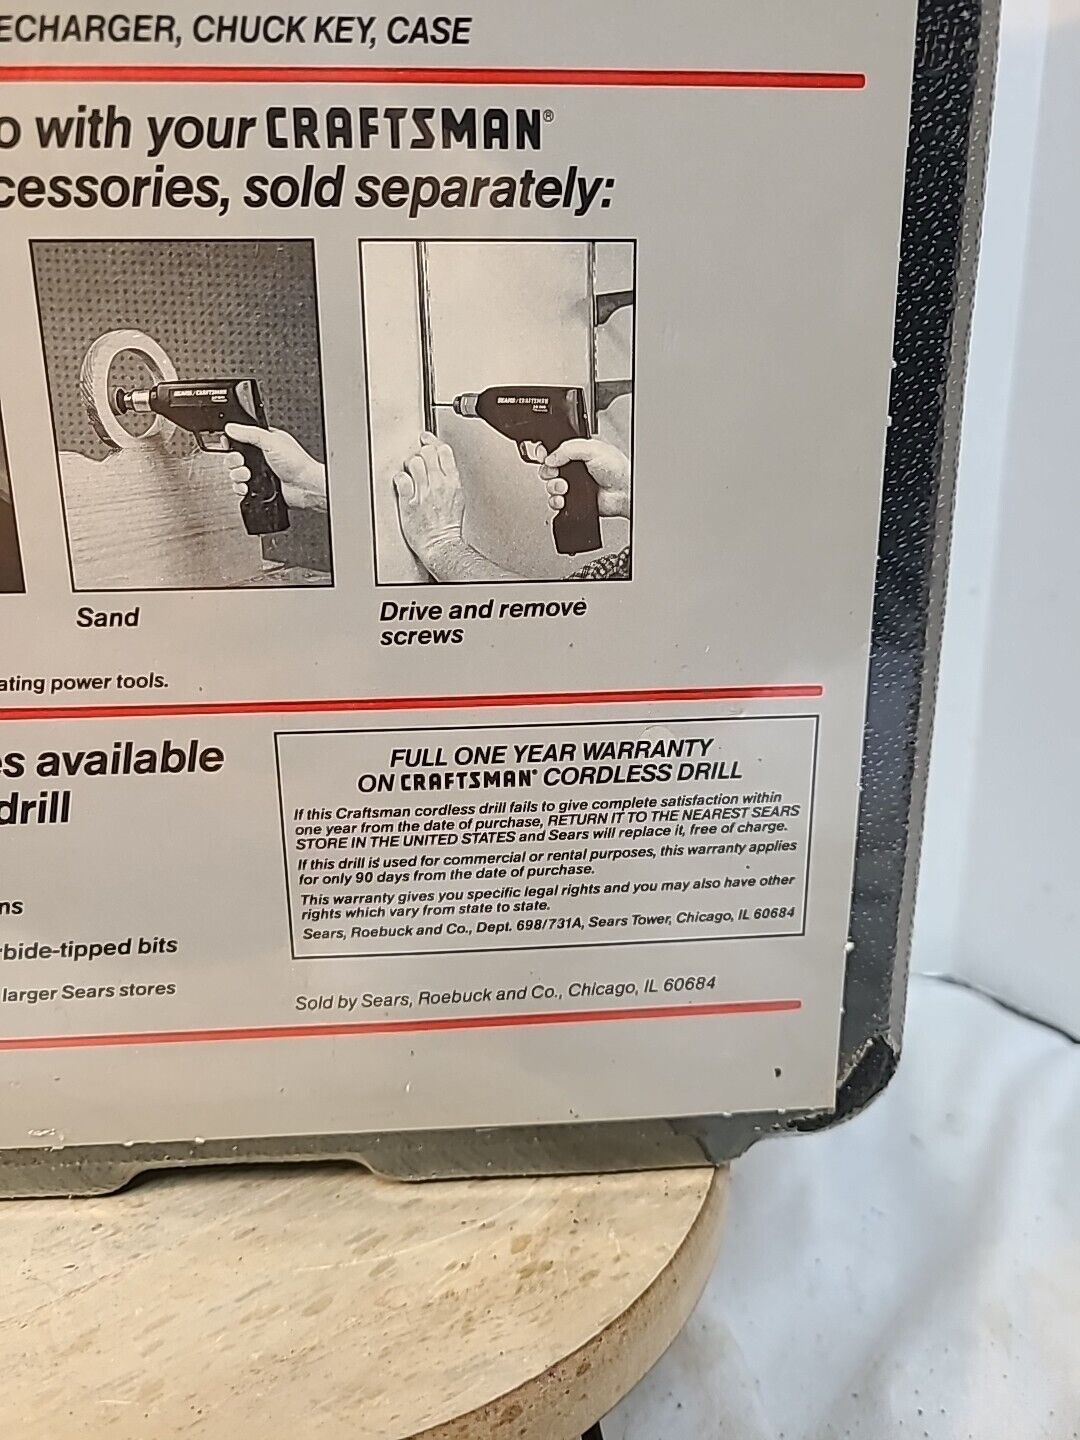 ECHARGER, CHUCK KEY, CASE
o with your CRAFTSMAN®
cessories, sold separately:
SEARS/CRAFTSMAN
SEARS/CRAFTSMAN
Sand
Drive and remove
screws
ating power tools.
es available
drill
ns
rbide-tipped bits
larger Sears stores
FULL ONE YEAR WARRANTY
ON CRAFTSMAN® CORDLESS DRILL
If this Craftsman cordless drill fails to give complete satisfaction within
one year from the date of purchase, RETURN IT TO THE NEAREST SEARS
STORE IN THE UNITED STATES and Sears will replace it, free of charge.
If this drill is used for commercial or rental purposes, this warranty applies
for only 90 days from the date of purchase.
This warranty gives you specific legal rights and you may also have other
rights which vary from state to state.
Sears, Roebuck and Co., Dept. 698/731A, Sears Tower, Chicago, IL 60684
Sold by Sears, Roebuck and Co., Chicago, IL 60684